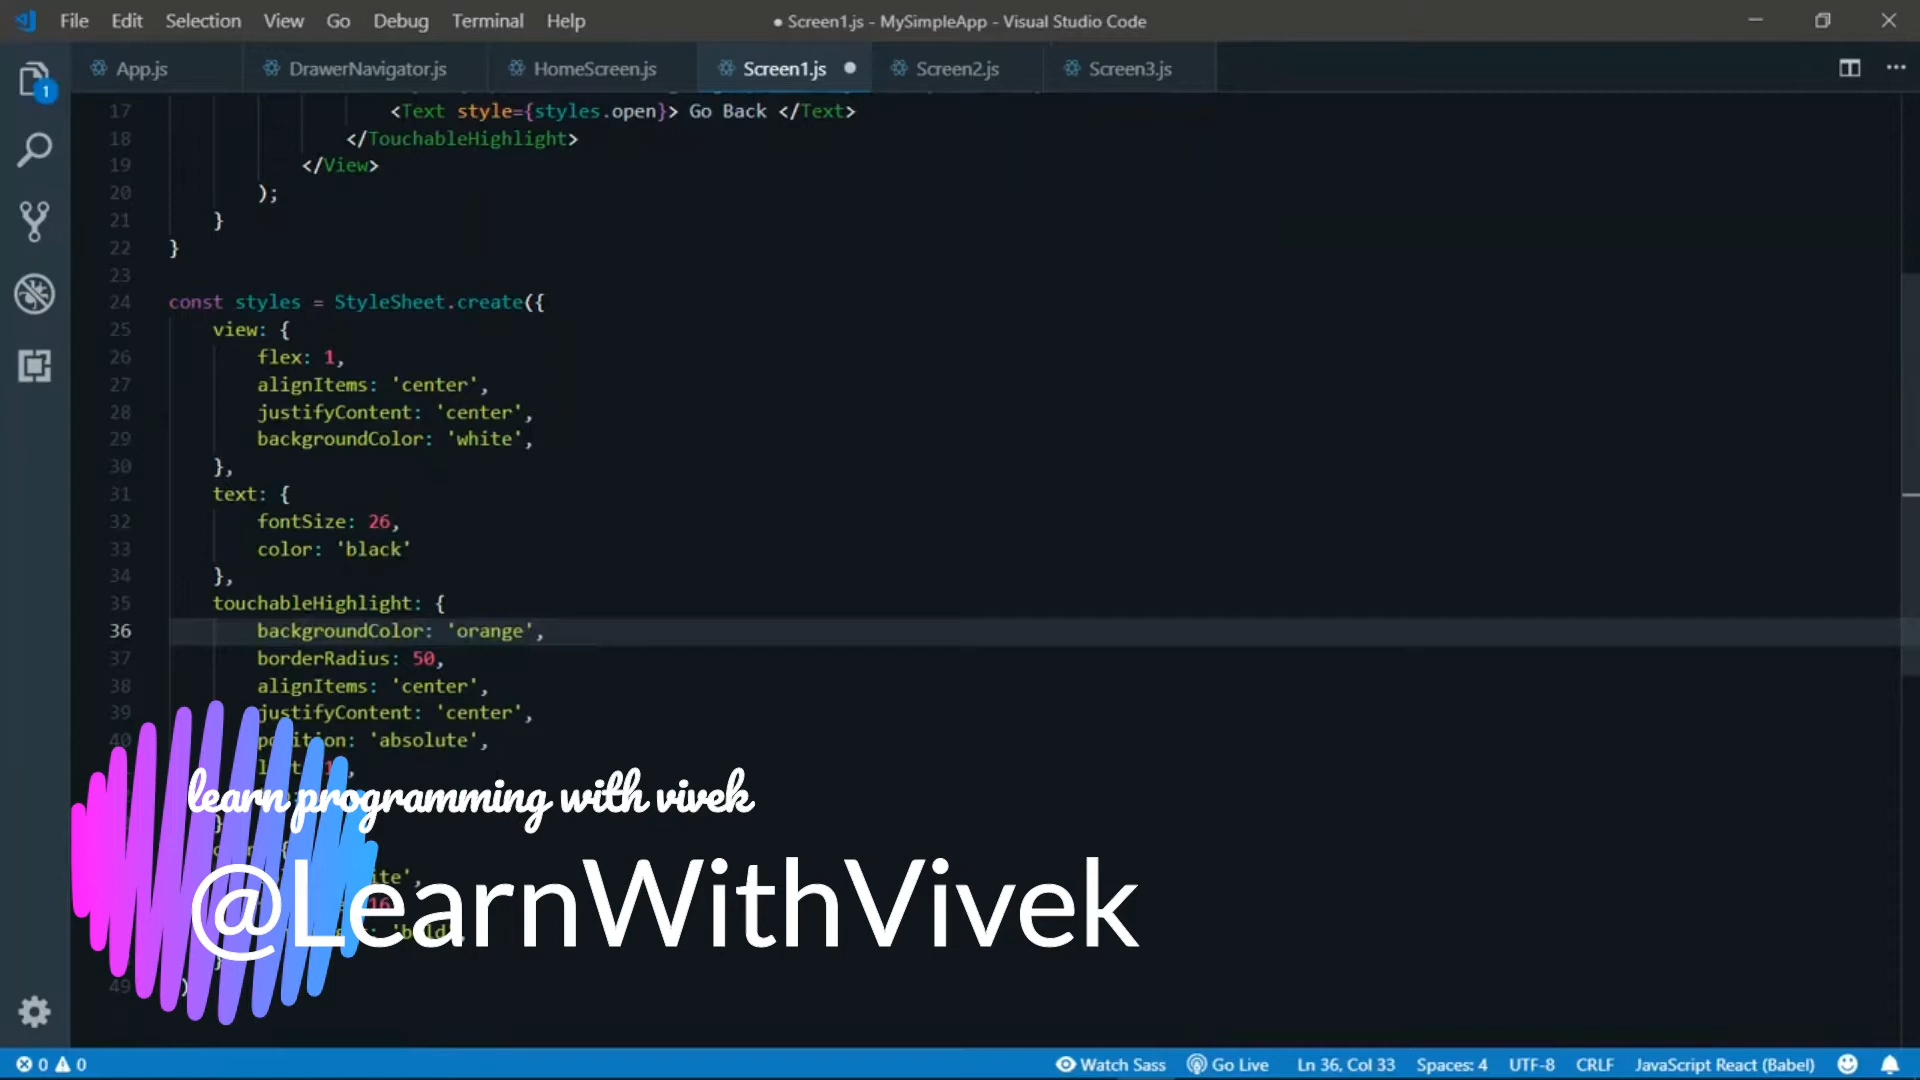 File Edit Selection View Go Debug Terminal Help
● Screen1.js - MySimpleApp - Visual Studio Code
App.js DrawerNavigator.js HomeScreen.js Screen1.js ● Screen2.js Screen3.js
1
17 <Text style={styles.open}> Go Back </Text>
18 </TouchableHighlight>
19 </View>
20 );
21 }
22 }
23
24 const styles = StyleSheet.create({
25 view: {
26 flex: 1,
27 alignItems: 'center',
28 justifyContent: 'center',
29 backgroundColor: 'white',
30 },
31 text: {
32 fontSize: 26,
33 color: 'black'
34 },
35 touchableHighlight: {
36 backgroundColor: 'orange',
37 borderRadius: 50,
38 alignItems: 'center',
39 justifyContent: 'center',
40 position: 'absolute',
learn programming with vivek
@LearnWithVivek
49
0 0 Watch Sass Go Live Ln 36, Col 33 Spaces: 4 UTF-8 CRLF JavaScript React (Babel)